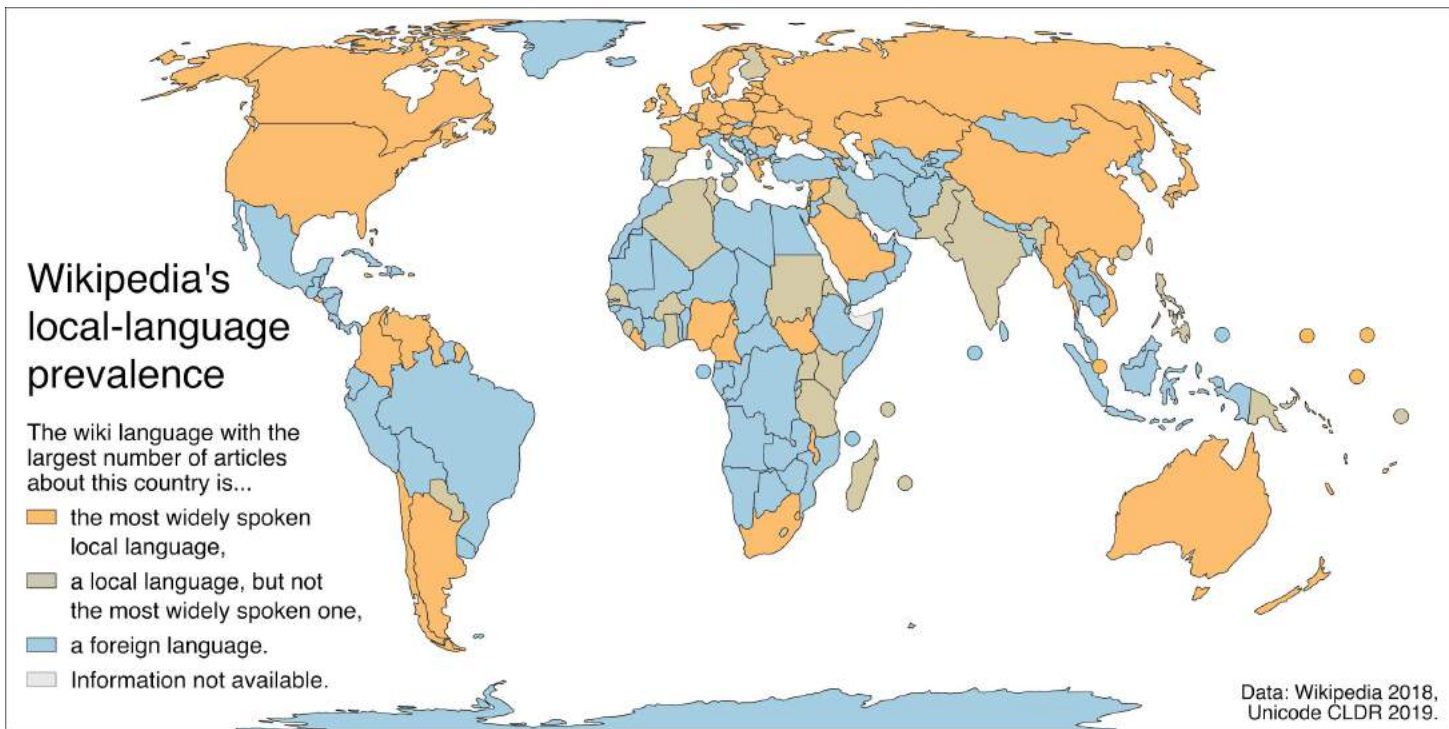 Wikipedia's
local-language
prevalence
The wiki language with the
largest number of articles
about this country is...
the most widely spoken
local language,
a local language, but not
the most widely spoken one,
a foreign language.
Information not available.
Data: Wikipedia 2018,
Unicode CLDR 2019.